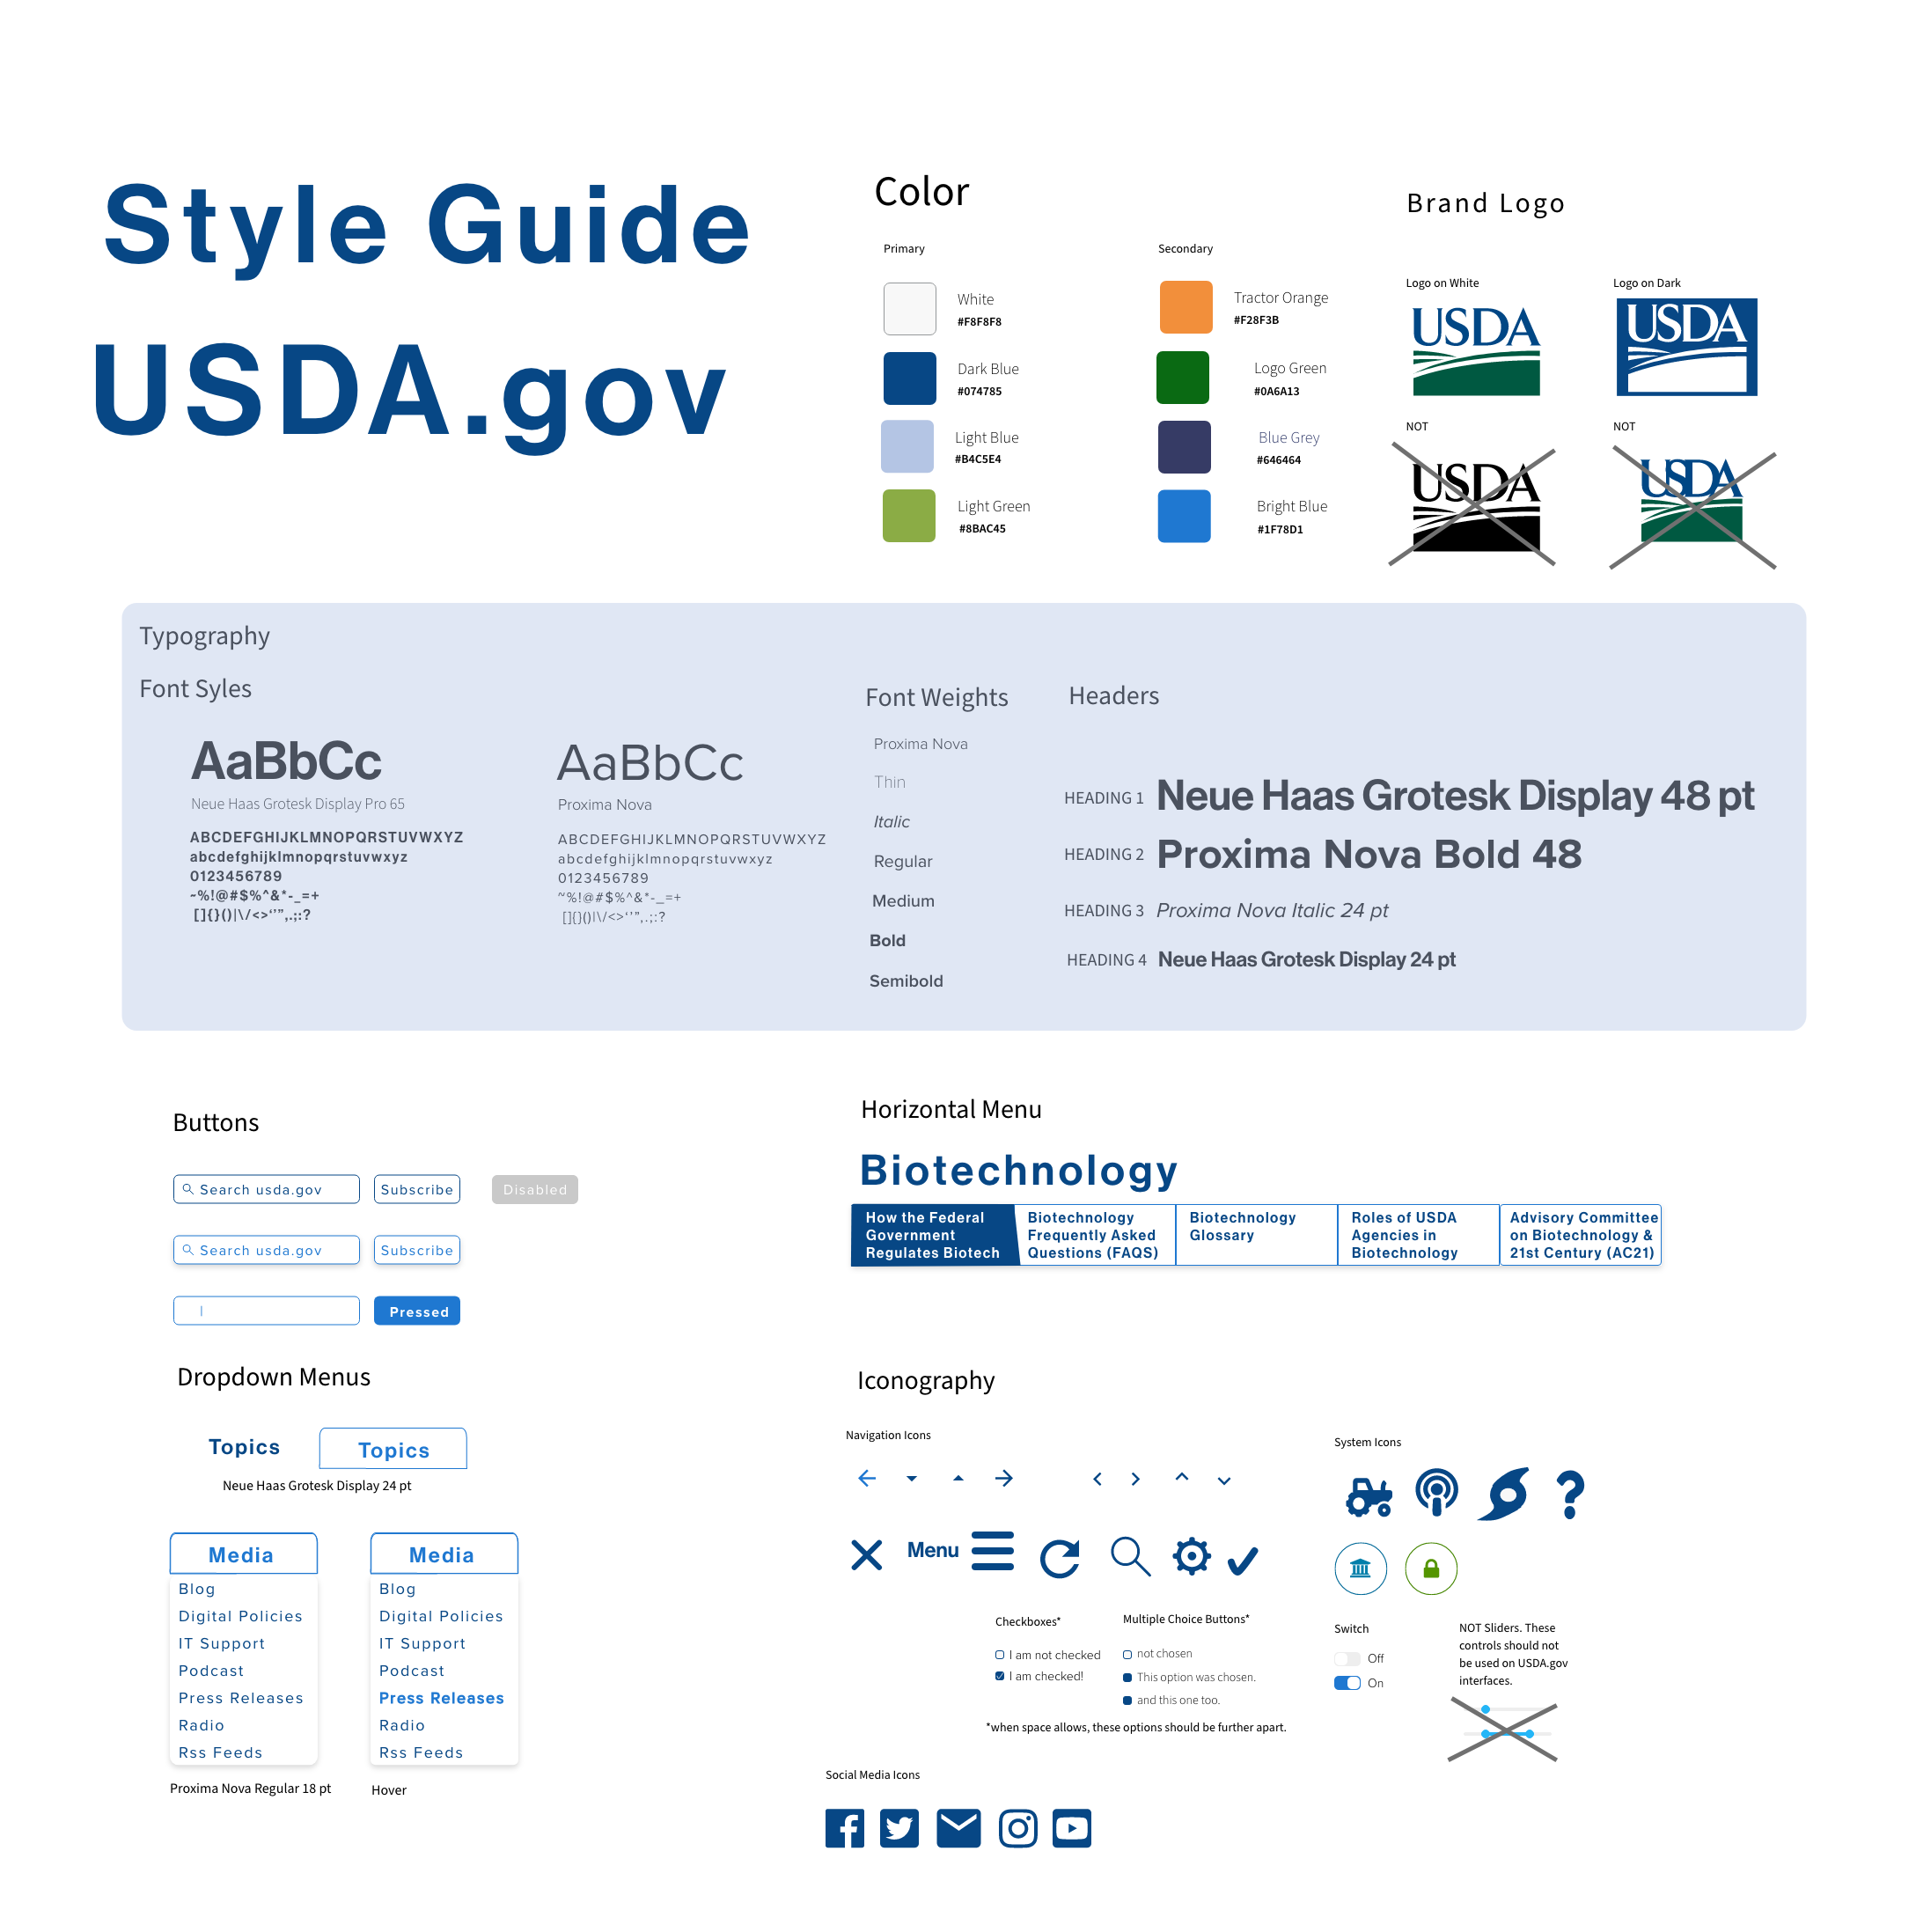 Style Guide
USDA.gov
Color
Primary
White
#F8F8F8
Dark Blue
#074785
Light Blue
#B4C5E4
Light Green
#8BAC45
Secondary
Tractor Orange
#F28F3B
Logo Green
#0A6A13
Blue Grey
#646464
Bright Blue
#1F78D1
Brand Logo
Logo on White
USDA
Logo on Dark
USDA
NOT
USDA
NOT
USDA
Typography
Font Syles
AaBbCc
Neue Haas Grotesk Display Pro 65
ABCDEFGHIJKLMNOPQRSTUVWXYZ
abcdefghijklmnopqrstuvwxyz
0123456789
~%!@#$%^&*-_=+
[]{}()|\/<>‘’”,.;:?
AaBbCc
Proxima Nova
ABCDEFGHIJKLMNOPQRSTUVWXYZ
abcdefghijklmnopqrstuvwxyz
0123456789
~%!@#$%^&*-_=+
[]{}()|\/<>‘’”,.;:?
Font Weights
Proxima Nova
Thin
Italic
Regular
Medium
Bold
Semibold
Headers
HEADING 1 Neue Haas Grotesk Display 48 pt
HEADING 2 Proxima Nova Bold 48
HEADING 3 Proxima Nova Italic 24 pt
HEADING 4 Neue Haas Grotesk Display 24 pt
Buttons
Search usda.gov Subscribe Disabled
Search usda.gov Subscribe
| Pressed
Horizontal Menu
Biotechnology
How the Federal
Government
Regulates Biotech
Biotechnology
Frequently Asked
Questions (FAQS)
Biotechnology
Glossary
Roles of USDA
Agencies in
Biotechnology
Advisory Committee
on Biotechnology &
21st Century (AC21)
Dropdown Menus
Topics Topics
Neue Haas Grotesk Display 24 pt
Media
Blog
Digital Policies
IT Support
Podcast
Press Releases
Radio
Rss Feeds
Proxima Nova Regular 18 pt
Media
Blog
Digital Policies
IT Support
Podcast
Press Releases
Radio
Rss Feeds
Hover
Iconography
Navigation Icons
Menu
System Icons
Checkboxes*
I am not checked
I am checked!
Multiple Choice Buttons*
not chosen
This option was chosen.
and this one too.
*when space allows, these options should be further apart.
Switch
Off
On
NOT Sliders. These
controls should not
be used on USDA.gov
interfaces.
Social Media Icons